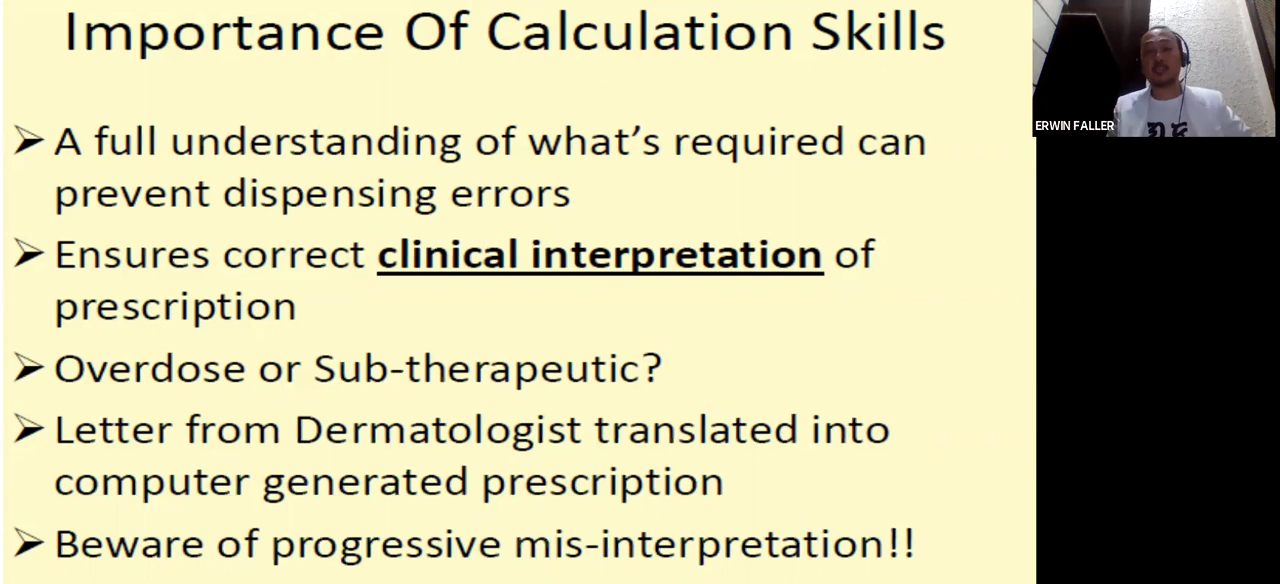 Importance Of Calculation Skills
➢ A full understanding of what’s required can
prevent dispensing errors
➢ Ensures correct clinical interpretation of
prescription
➢ Overdose or Sub-therapeutic?
➢ Letter from Dermatologist translated into
computer generated prescription
➢ Beware of progressive mis-interpretation!!
ERWIN FALLER